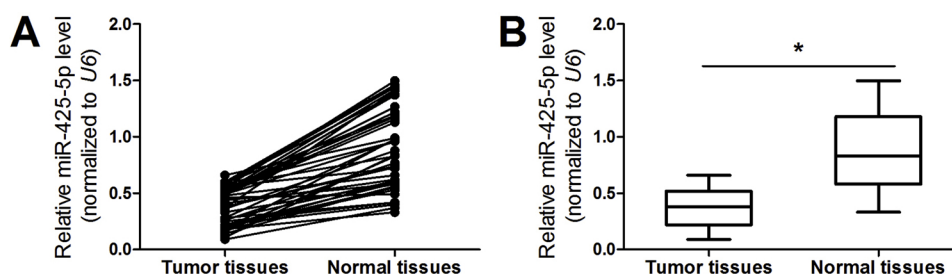 A
Relative miR-425-5p level
(normalized to U6)
2.0
1.5
1.0
0.5
0.0
Tumor tissues
Normal tissues
B
Relative miR-425-5p level
(normalized to U6)
2.0
1.5
1.0
0.5
0.0
*
Tumor tissues
Normal tissues